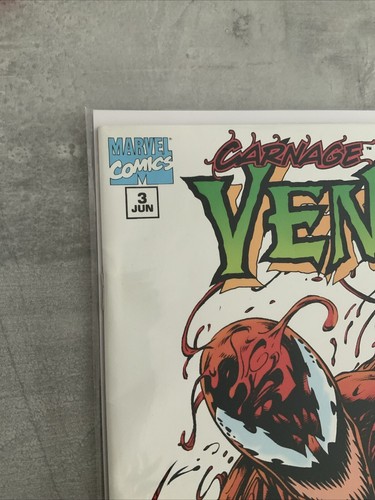 MARVEL
COMICS
M
3
JUN
CARNAGE
VEN